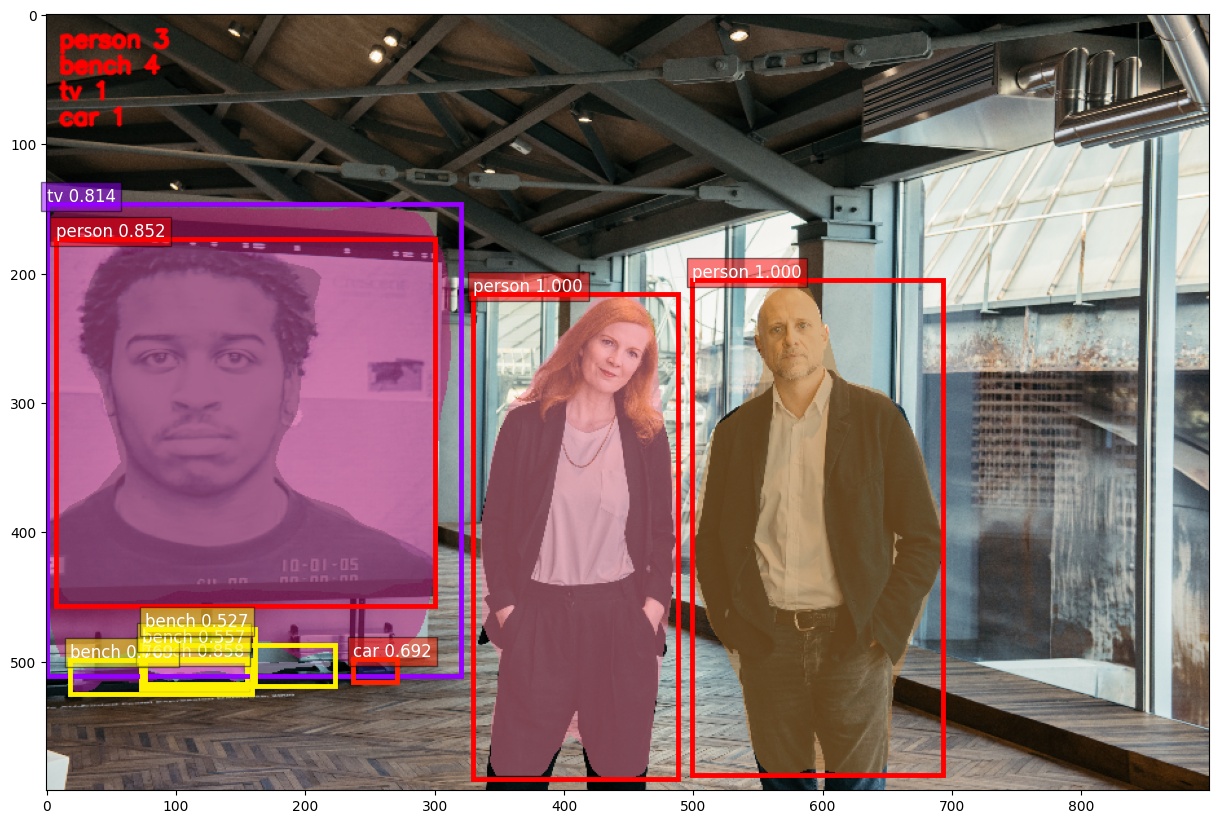 person 3
bench 4
tv 1
car 1
tv 0.814
person 0.852
person 1.000
person 1.000
10-01-05
bench 0.527
bench 0.557
bench 0.858
car 0.692
0
100
200
300
400
500
0
100
200
300
400
500
600
700
800